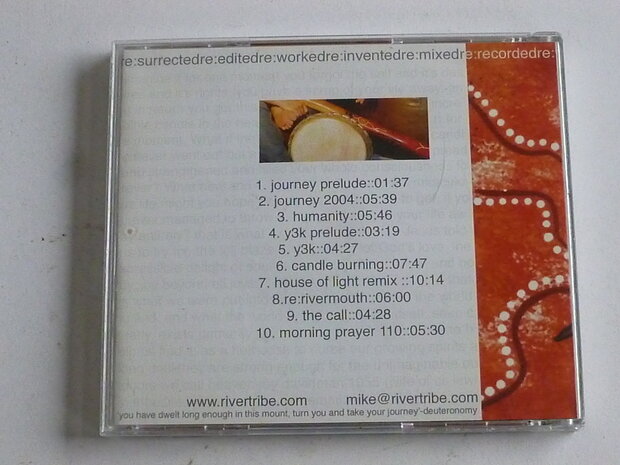 re:surrectedre:editedre:workedre:inventedre:mixedre:recordedre:
1. journey prelude::01:37
2. journey 2004::05:39
3. humanity::05:46
4. y3k prelude::03:19
5. y3k::04:27
6. candle burning::07:47
7. house of light remix ::10:14
8.re:rivermouth::06:00
9. the call::04:28
10. morning prayer 110::05:30
www.rivertribe.com mike@rivertribe.com
you have dwelt long enough in this mount, turn you and take your journey'-deuteronomy